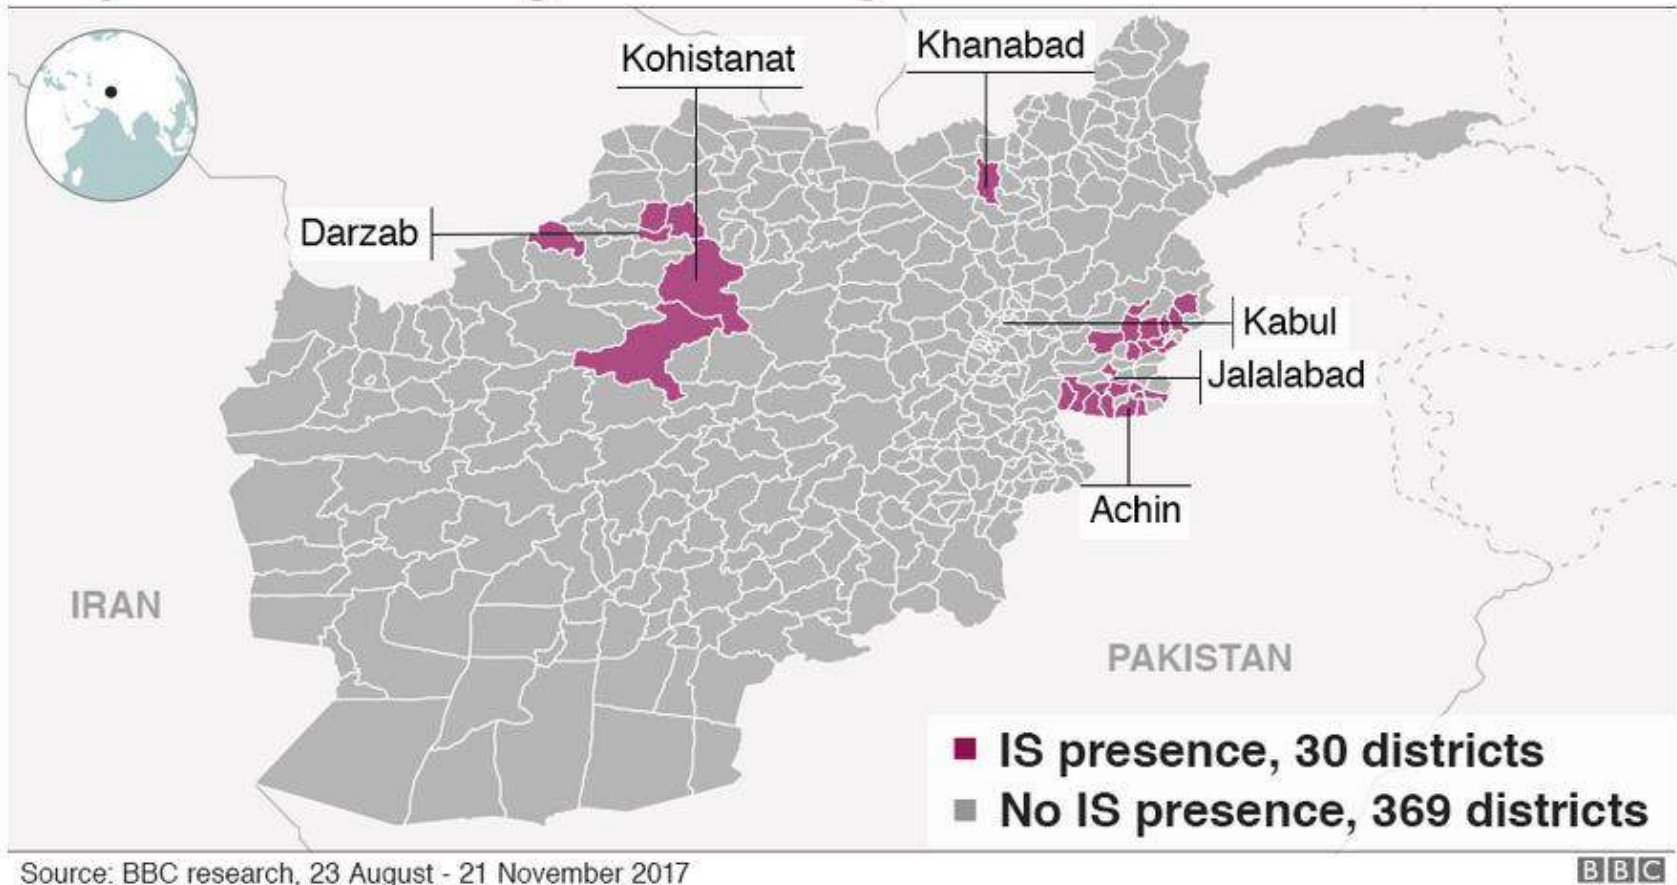 Kohistanat
Khanabad
Darzab
Kabul
Jalalabad
Achin
IRAN
PAKISTAN
IS presence, 30 districts
No IS presence, 369 districts
Source: BBC research, 23 August - 21 November 2017
BBC